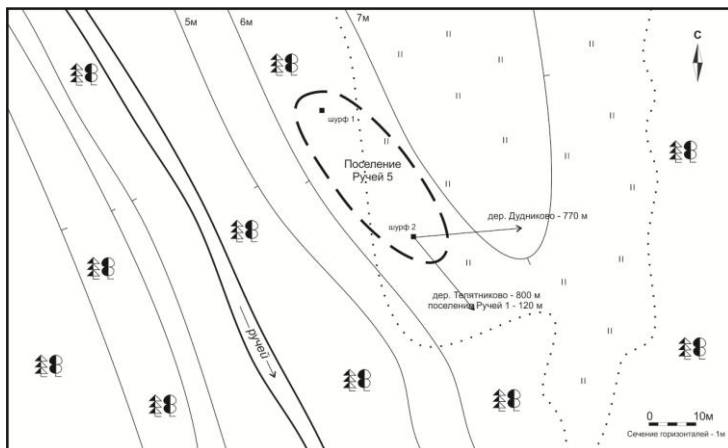 5м
6м
7м
С
шурф 1
Поселение
Ручей 5
шурф 2
дер. Дудниково - 770 м
дер. Телятниково - 800 м
поселение Ручей 1 - 120 м
ручей
0 10м
Сечение горизонталей - 1м